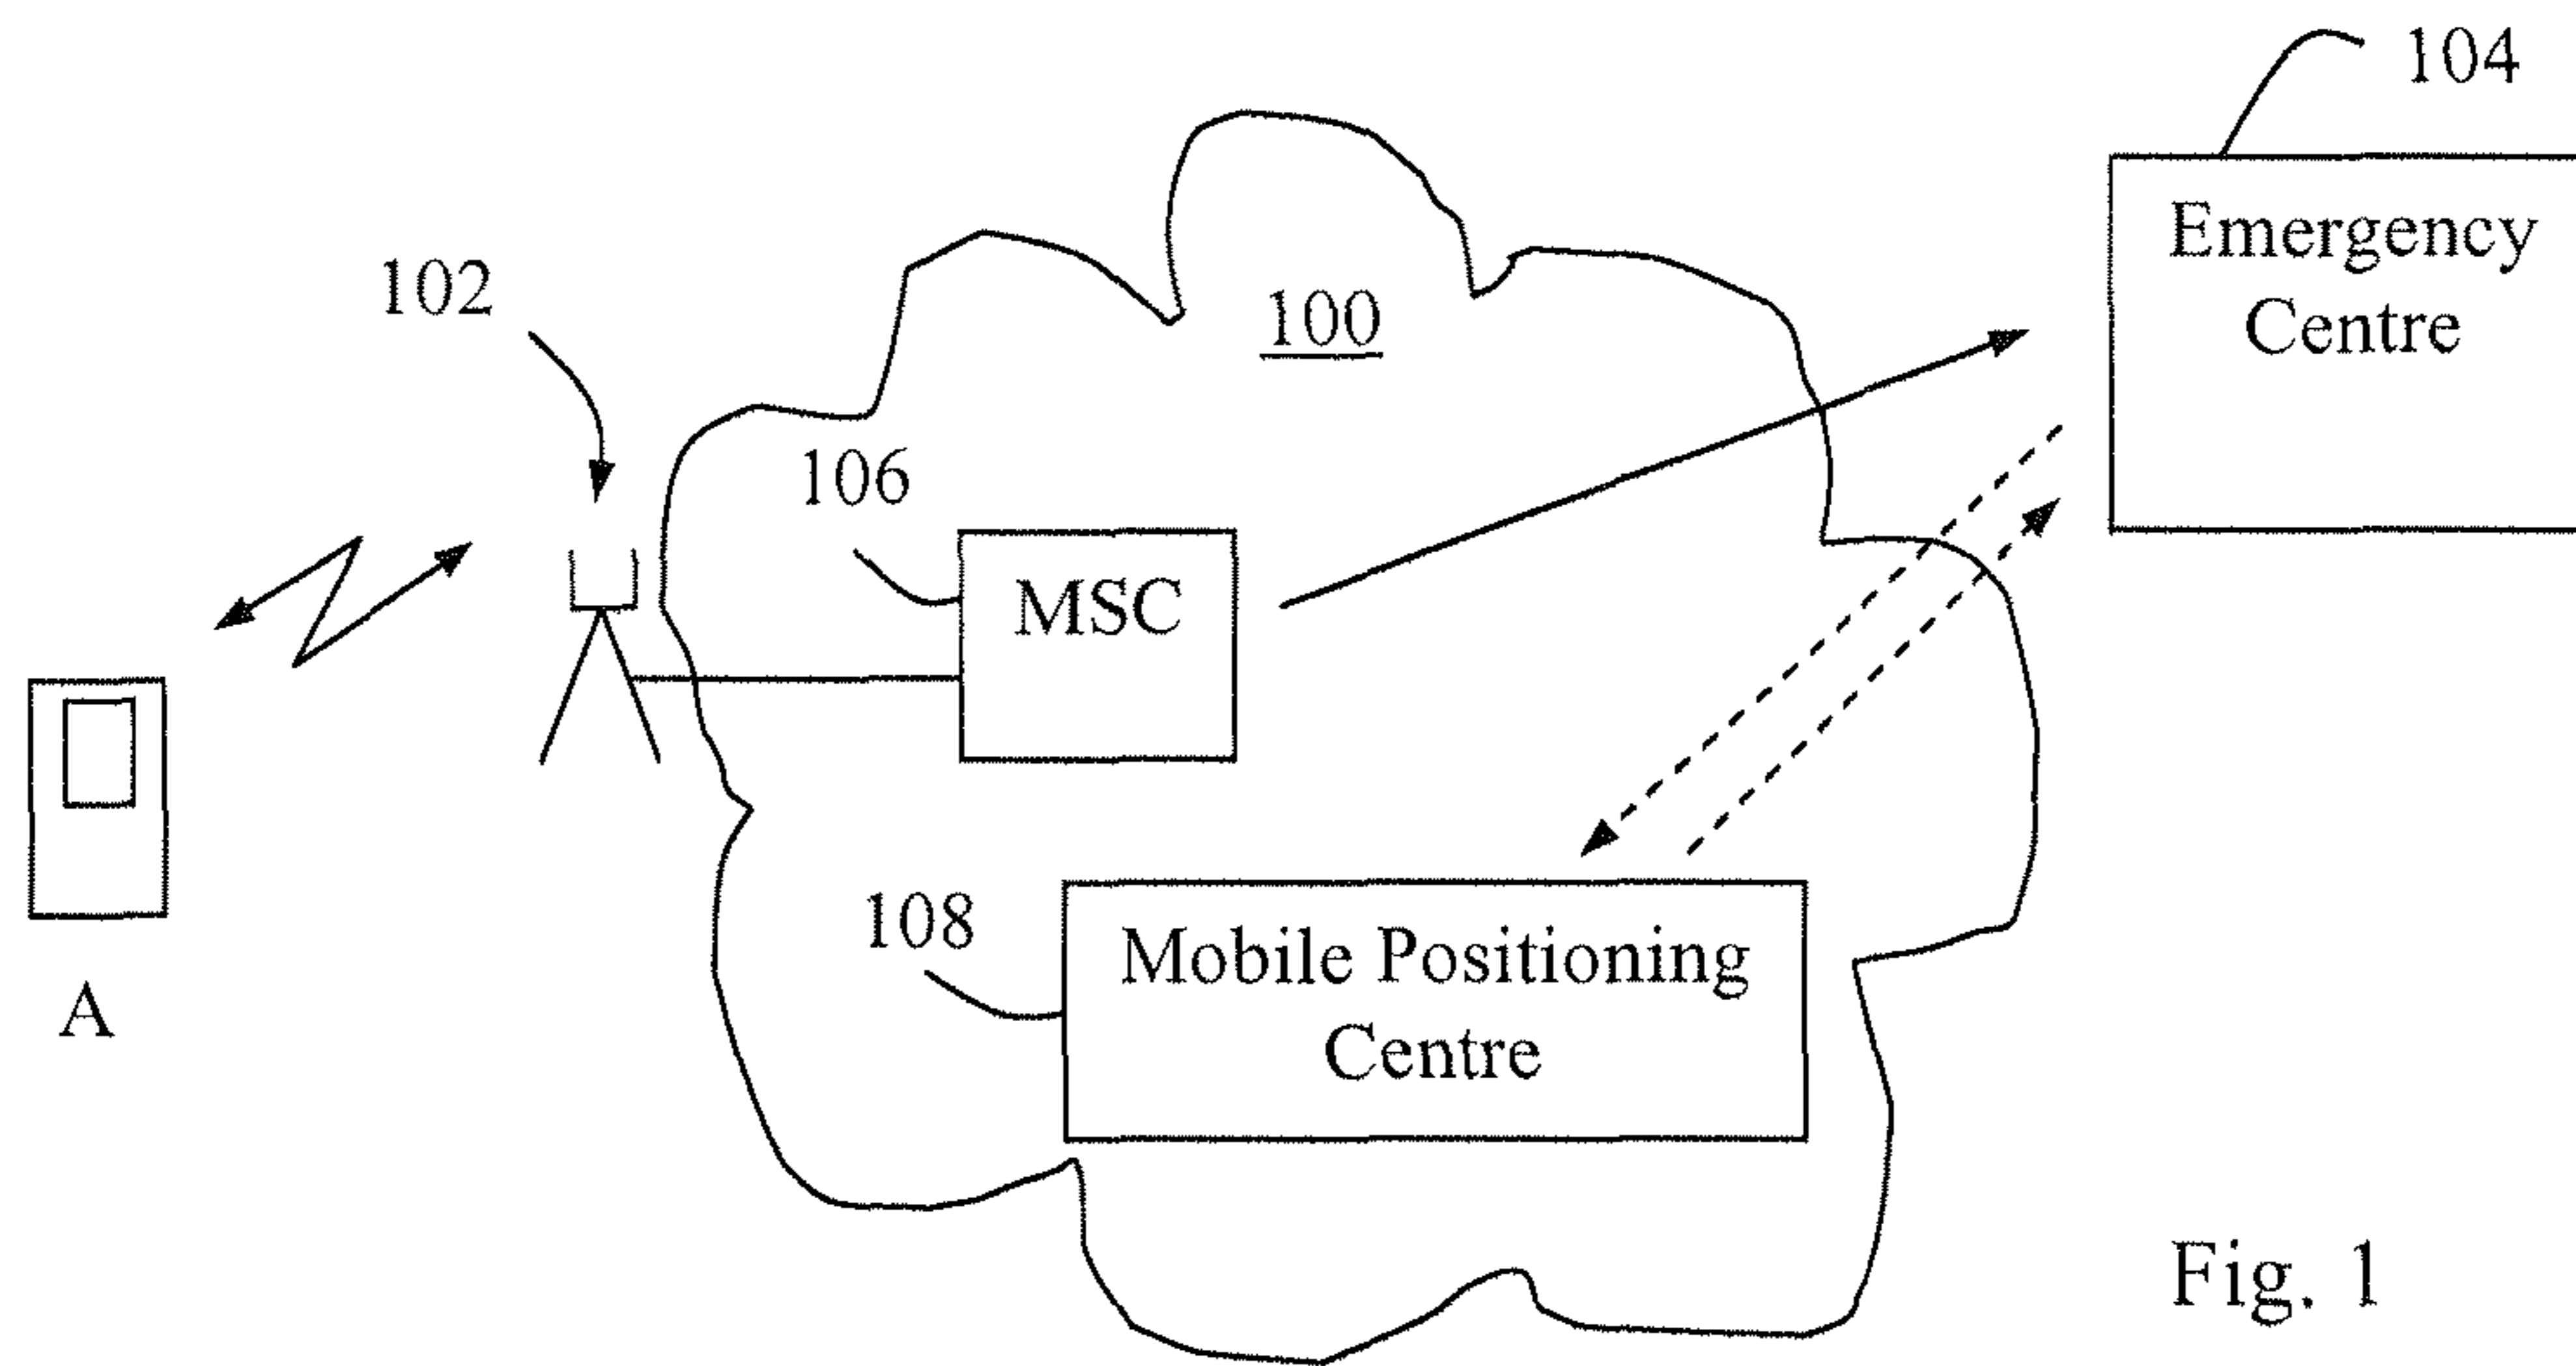 104
Emergency
Centre
102
100
106
MSC
108
Mobile Positioning
Centre
A
Fig. 1